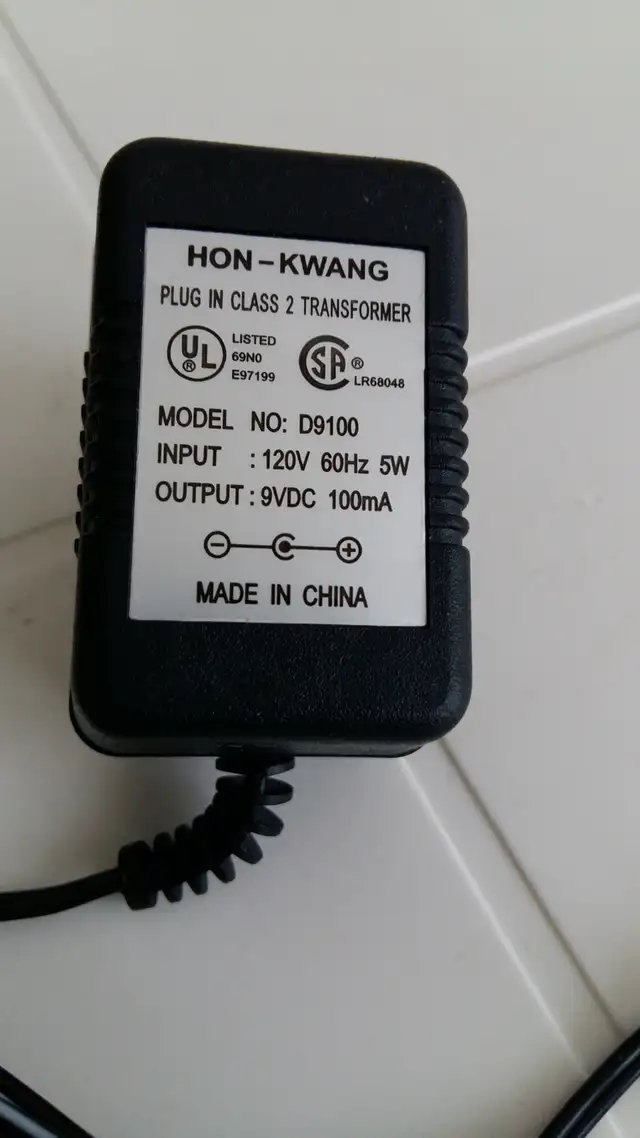 HON-KWANG
PLUG IN CLASS 2 TRANSFORMER
UL ® LISTED
69N0
E97199
CSA ® LR68048
MODEL NO: D9100
INPUT : 120V 60Hz 5W
OUTPUT : 9VDC 100mA
MADE IN CHINA